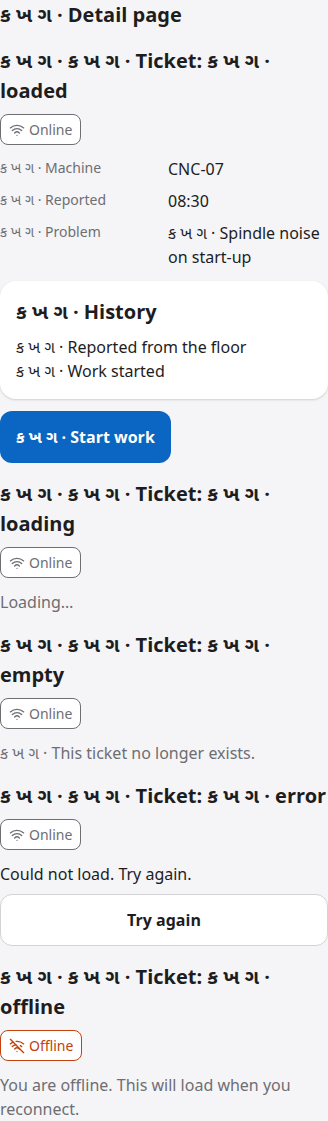 ક ખ ગ · Detail page
ક ખ ગ · ક ખ ગ · Ticket: ક ખ ગ ·
loaded
Online
ક ખ ગ · Machine
CNC-07
ક ખ ગ · Reported
08:30
ક ખ ગ · Problem
ક ખ ગ · Spindle noise
on start-up
ક ખ ગ · History
ક ખ ગ · Reported from the floor
ક ખ ગ · Work started
ક ખ ગ · Start work
ક ખ ગ · ક ખ ગ · Ticket: ક ખ ગ ·
loading
Online
Loading...
ક ખ ગ · ક ખ ગ · Ticket: ક ખ ગ ·
empty
Online
ક ખ ગ · This ticket no longer exists.
ક ખ ગ · ક ખ ગ · Ticket: ક ખ ગ · error
Online
Could not load. Try again.
Try again
ક ખ ગ · ક ખ ગ · Ticket: ક ખ ગ ·
offline
Offline
You are offline. This will load when you
reconnect.